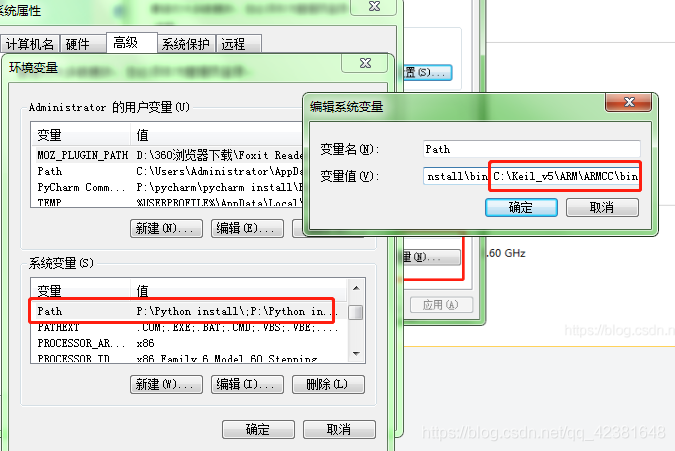 系统属性
计算机名 硬件 高级 系统保护 远程
环境变量
Administrator 的用户变量(U)
变量 值
MOZ_PLUGIN_PATH D:\360浏览器下载\Foxit Reade
Path C:\Users\Administrator\AppDa
PyCharm Comm... P:\pycharm\pycharm install\b
TEMP %USERPROFILE%\AppData\Local\
新建(N)... 编辑(E)...
系统变量(S)
变量 值
Path P:\Python install\;P:\Python in...
PATHEXT .COM;.EXE;.BAT;.CMD;.VBS;.VBE;....
PROCESSOR_AR... x86
PROCESSOR_ID x86 Family 6 Model 60 Stepping
新建(W)... 编辑(I)... 删除(L)
确定 取消
置(S)...
编辑系统变量
变量名(N): Path
变量值(V): nstall\bin C:\Keil_v5\ARM\ARMCC\bin
确定 取消
量(N)... .60 GHz
应用(A)
https://blog.csdn.ne
https://blog.csdn.net/qq_42381648